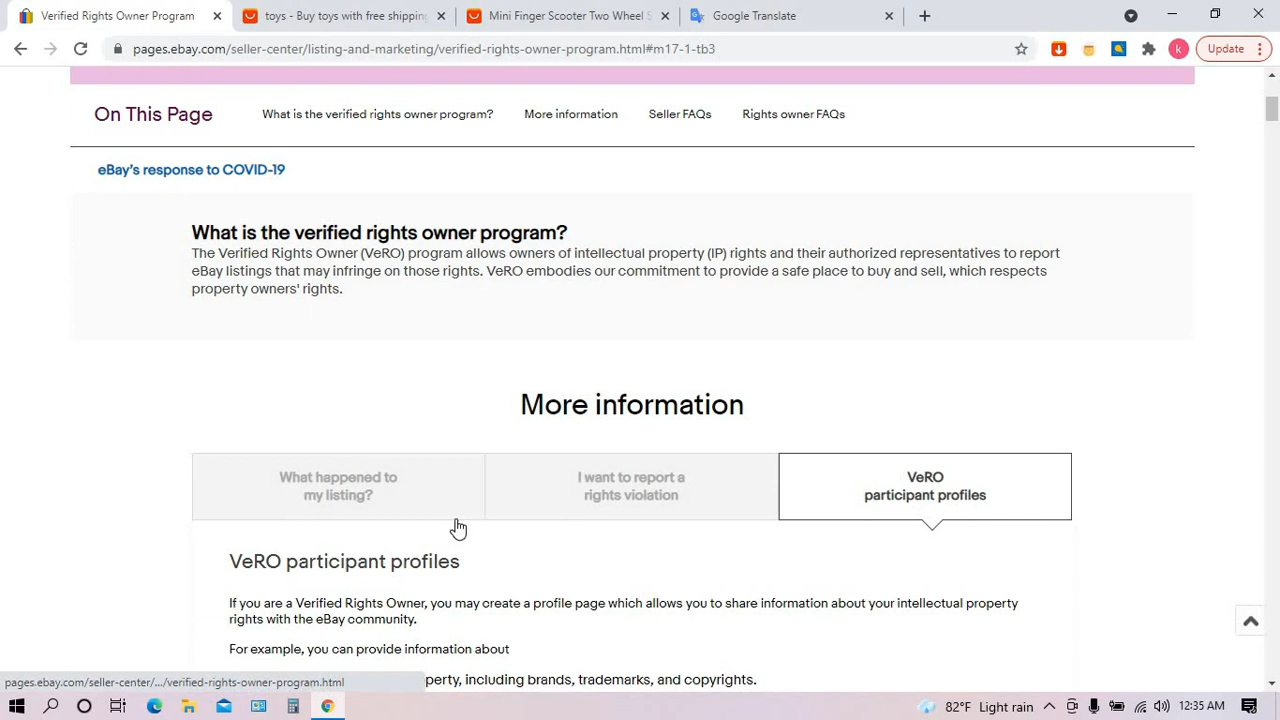 Verified Rights Owner Program
toys - Buy toys with free shipping
Mini Finger Scooter Two Wheel S
Google Translate
pages.ebay.com/seller-center/listing-and-marketing/verified-rights-owner-program.html#m17-1-tb3
k
Update
On This Page
What is the verified rights owner program?
More information
Seller FAQs
Rights owner FAQs
eBay's response to COVID-19
What is the verified rights owner program?
The Verified Rights Owner (VeRO) program allows owners of intellectual property (IP) rights and their authorized representatives to report
eBay listings that may infringe on those rights. VeRO embodies our commitment to provide a safe place to buy and sell, which respects
property owners' rights.
More information
What happened to
my listing?
I want to report a
rights violation
VeRO
participant profiles
VeRO participant profiles
If you are a Verified Rights Owner, you may create a profile page which allows you to share information about your intellectual property
rights with the eBay community.
For example, you can provide information about
perty, including brands, trademarks, and copyrights.
pages.ebay.com/seller-center/.../verified-rights-owner-program.html
82°F Light rain
12:35 AM